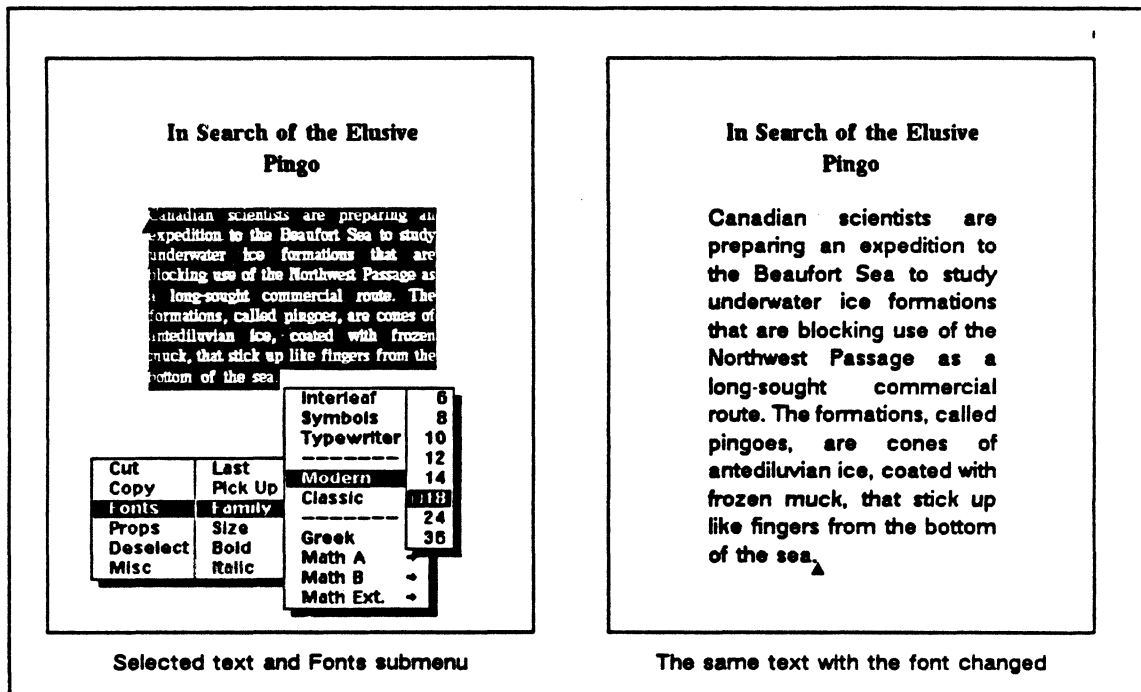 In Search of the Elusive
Pingo
Canadian scientists are preparing an
expedition to the Beaufort Sea to study
underwater ice formations that are
blocking use of the Northwest Passage as
a long-sought commercial route. The
formations, called pingoes, are cones of
antediluvian ice, coated with frozen
muck, that stick up like fingers from the
bottom of the sea.
Cut
Copy
Fonts
Props
Deselect
Misc
Last
Pick Up
Family
Size
Bold
Italic
Interleaf
Symbols
Typewriter
----------
Modern
Classic
----------
Greek
Math A →
Math B →
Math Ext. →
6
8
10
12
14
18
24
36
Selected text and Fonts submenu
In Search of the Elusive
Pingo
Canadian scientists are
preparing an expedition to
the Beaufort Sea to study
underwater ice formations
that are blocking use of the
Northwest Passage as a
long-sought commercial
route. The formations, called
pingoes, are cones of
antediluvian ice, coated with
frozen muck, that stick up
like fingers from the bottom
of the sea.
The same text with the font changed